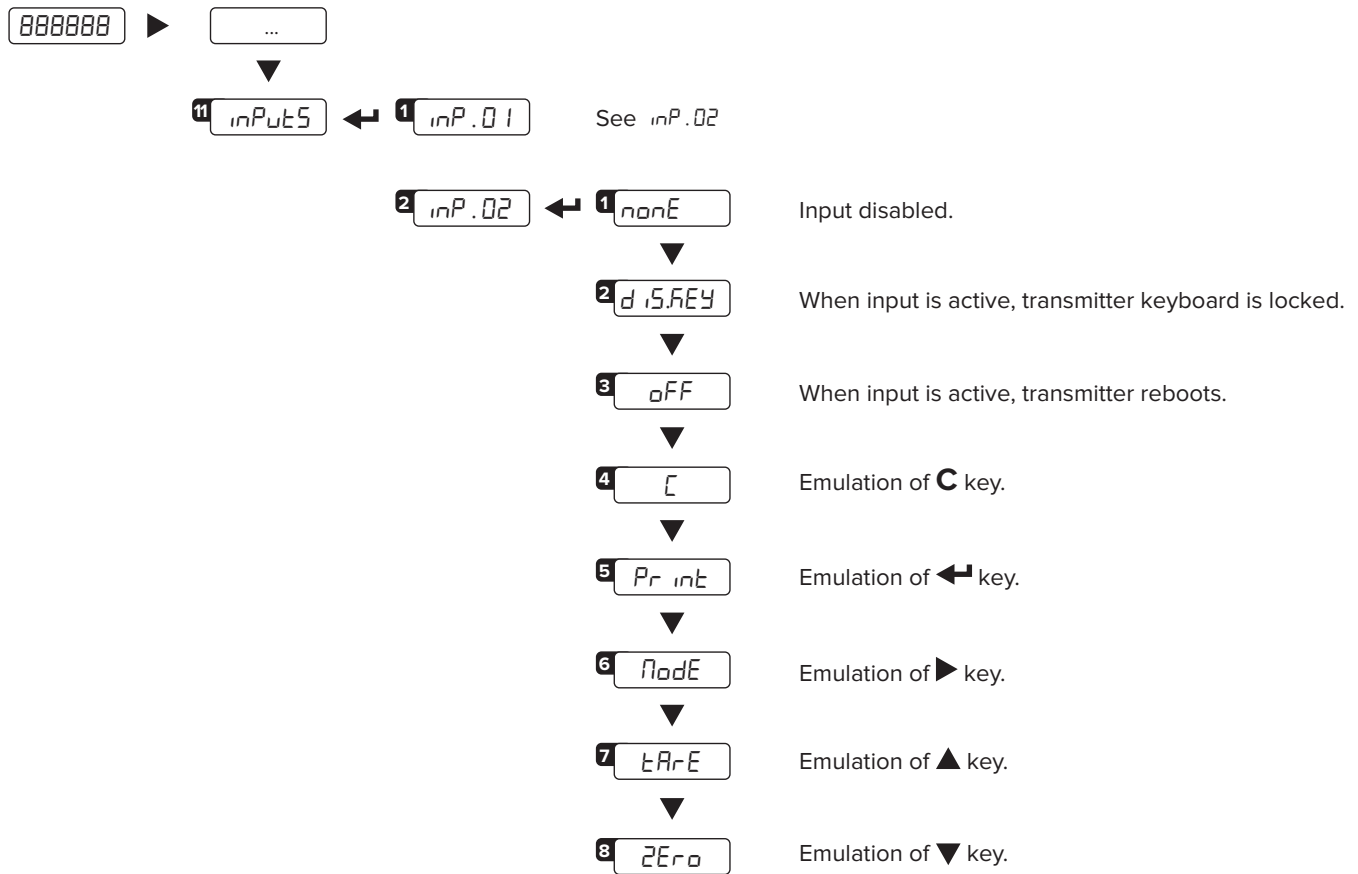 888888
...
11 inPutS 1 inP.01 See inP.02
2 inP.02 1 nonE Input disabled.
2 diS.KEY When input is active, transmitter keyboard is locked.
3 oFF When input is active, transmitter reboots.
4 C Emulation of C key.
5 Print Emulation of key.
6 ModE Emulation of key.
7 tArE Emulation of key.
8 ZEro Emulation of key.